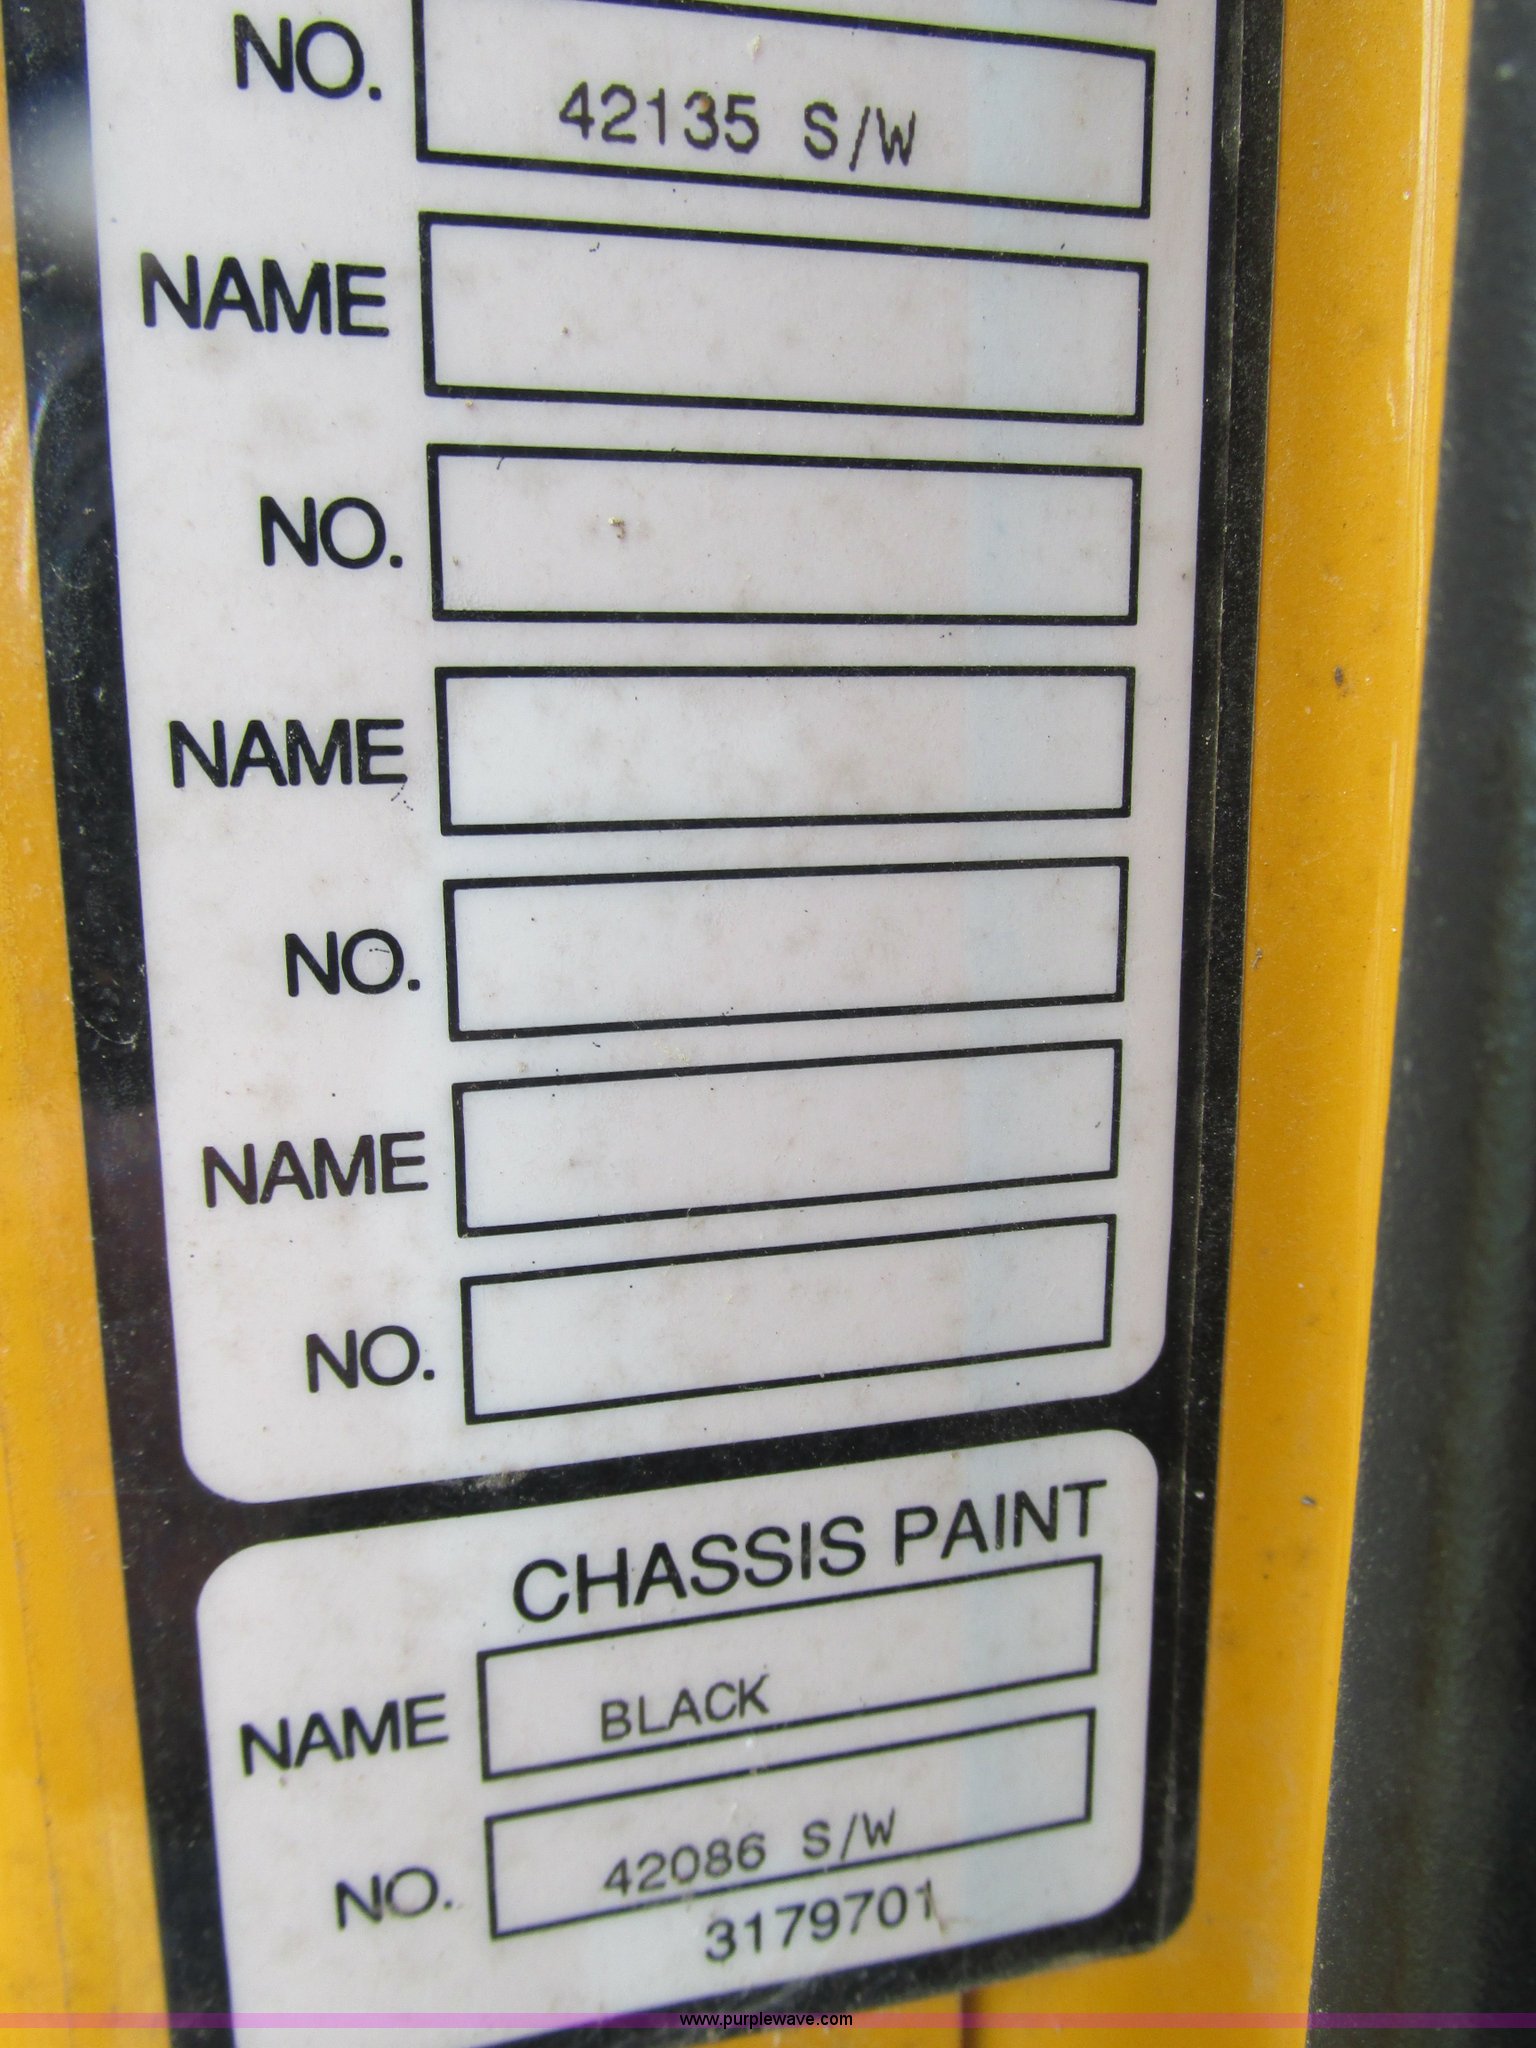 NO. 42135 S/W
NAME
NO.
NAME
NO.
NAME
NO.
CHASSIS PAINT
NAME BLACK
NO. 42086 S/W
3179701
www.purplewave.com